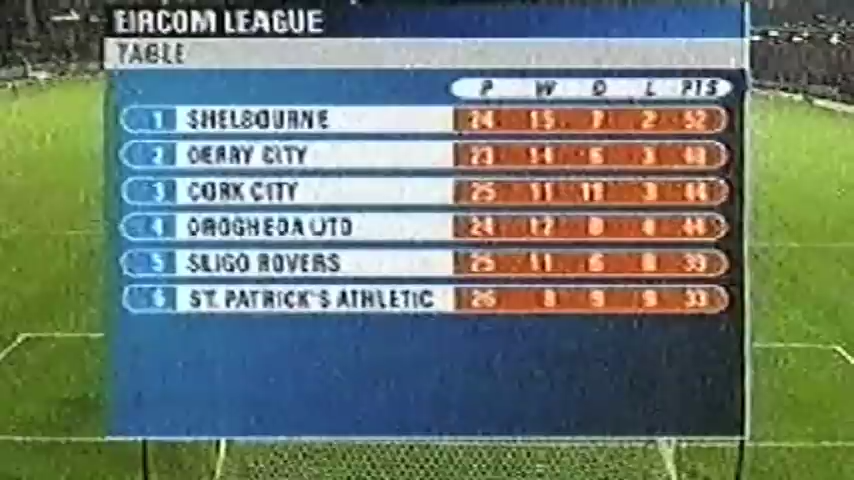 EIRCOM LEAGUE
TABLE
P W D L PTS
1 SHELBOURNE 24 15 7 2 52
2 DERRY CITY 23 14 6 3 48
3 CORK CITY 25 11 11 3 44
4 DROGHEDA UTD 24 12 8 4 44
5 SLIGO ROVERS 25 11 6 8 39
6 ST. PATRICK'S ATHLETIC 26 8 9 9 33